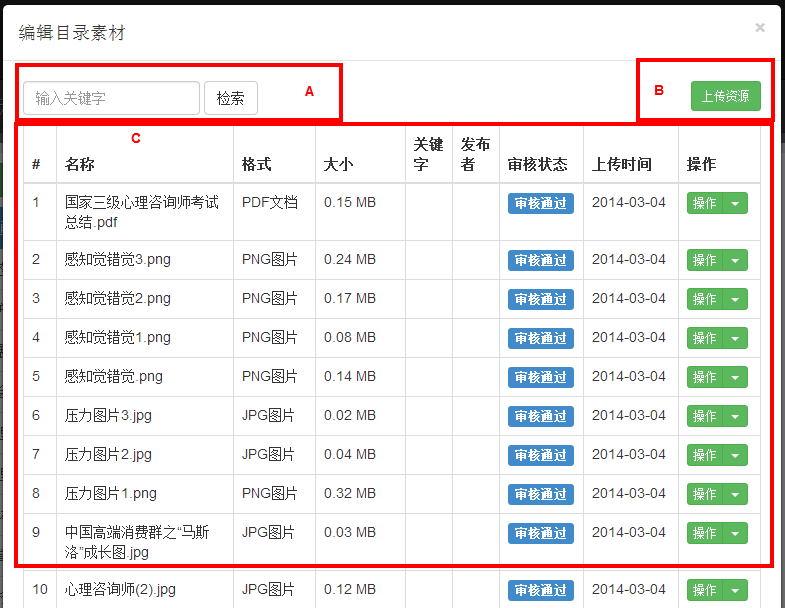 编辑目录素材 ×
输入关键字 检索 A B 上传资源
C
# 名称 格式 大小 关键字 发布者 审核状态 上传时间 操作
1 国家三级心理咨询师考试 PDF文档 0.15 MB 审核通过 2014-03-04 操作
总结.pdf
2 感知觉错觉3.png PNG图片 0.24 MB 审核通过 2014-03-04 操作
3 感知觉错觉2.png PNG图片 0.17 MB 审核通过 2014-03-04 操作
4 感知觉错觉1.png PNG图片 0.08 MB 审核通过 2014-03-04 操作
5 感知觉错觉.png PNG图片 0.14 MB 审核通过 2014-03-04 操作
6 压力图片3.jpg JPG图片 0.02 MB 审核通过 2014-03-04 操作
7 压力图片2.jpg JPG图片 0.04 MB 审核通过 2014-03-04 操作
8 压力图片1.png PNG图片 0.32 MB 审核通过 2014-03-04 操作
9 中国高端消费群之“马斯 JPG图片 0.03 MB 审核通过 2014-03-04 操作
洛”成长图.jpg
10 心理咨询师(2).jpg JPG图片 0.12 MB 审核通过 2014-03-04 操作